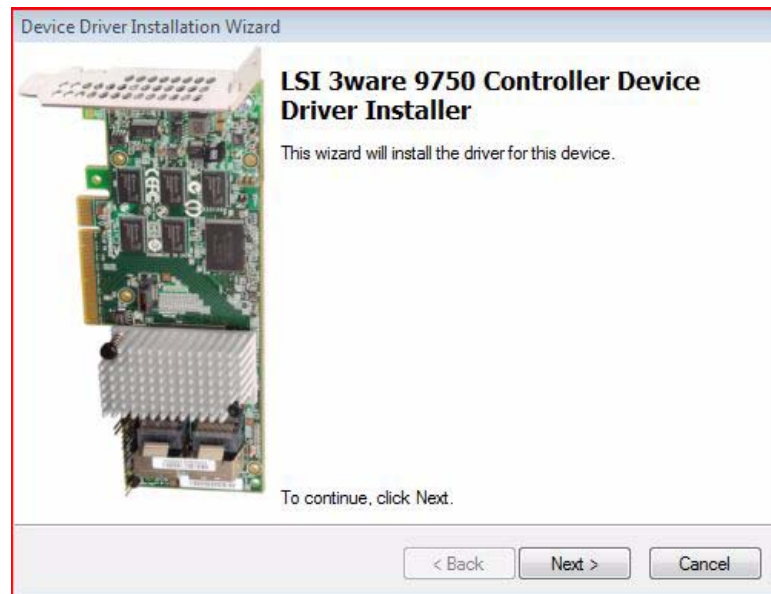 Device Driver Installation Wizard
LSI 3ware 9750 Controller Device
Driver Installer
This wizard will install the driver for this device.
To continue, click Next.
< Back
Next >
Cancel